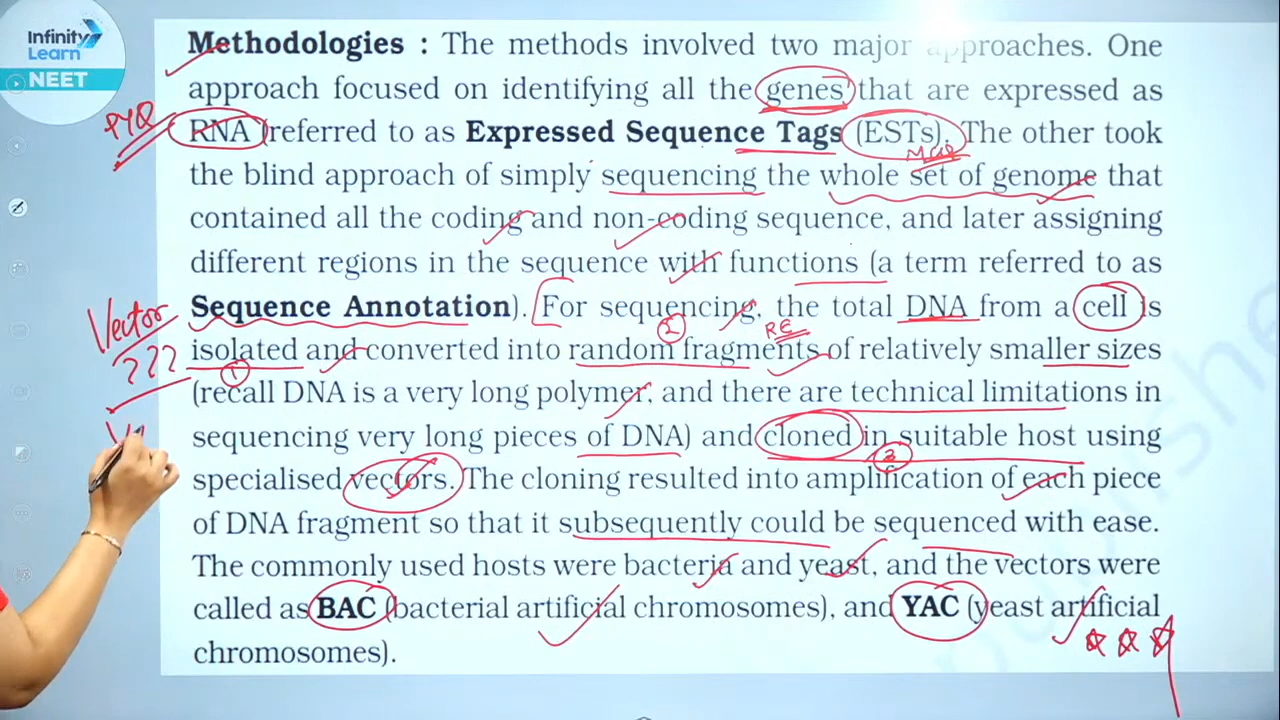 Infinity
Learn
NEET
Methodologies : The methods involved two major approaches. One
approach focused on identifying all the genes that are expressed as
PYQ
RNA (referred to as Expressed Sequence Tags (ESTs). The other took
the blind approach of simply sequencing the whole set of genome that
contained all the coding and non-coding sequence, and later assigning
different regions in the sequence with functions (a term referred to as
Vector
???
Sequence Annotation). For sequencing, the total DNA from a cell is
2
RE
isolated and converted into random fragments of relatively smaller sizes
1
(recall DNA is a very long polymer, and there are technical limitations in
sequencing very long pieces of DNA) and cloned in suitable host using
3
specialised vectors. The cloning resulted into amplification of each piece
of DNA fragment so that it subsequently could be sequenced with ease.
The commonly used hosts were bacteria and yeast, and the vectors were
called as BAC (bacterial artificial chromosomes), and YAC (yeast artificial
chromosomes).